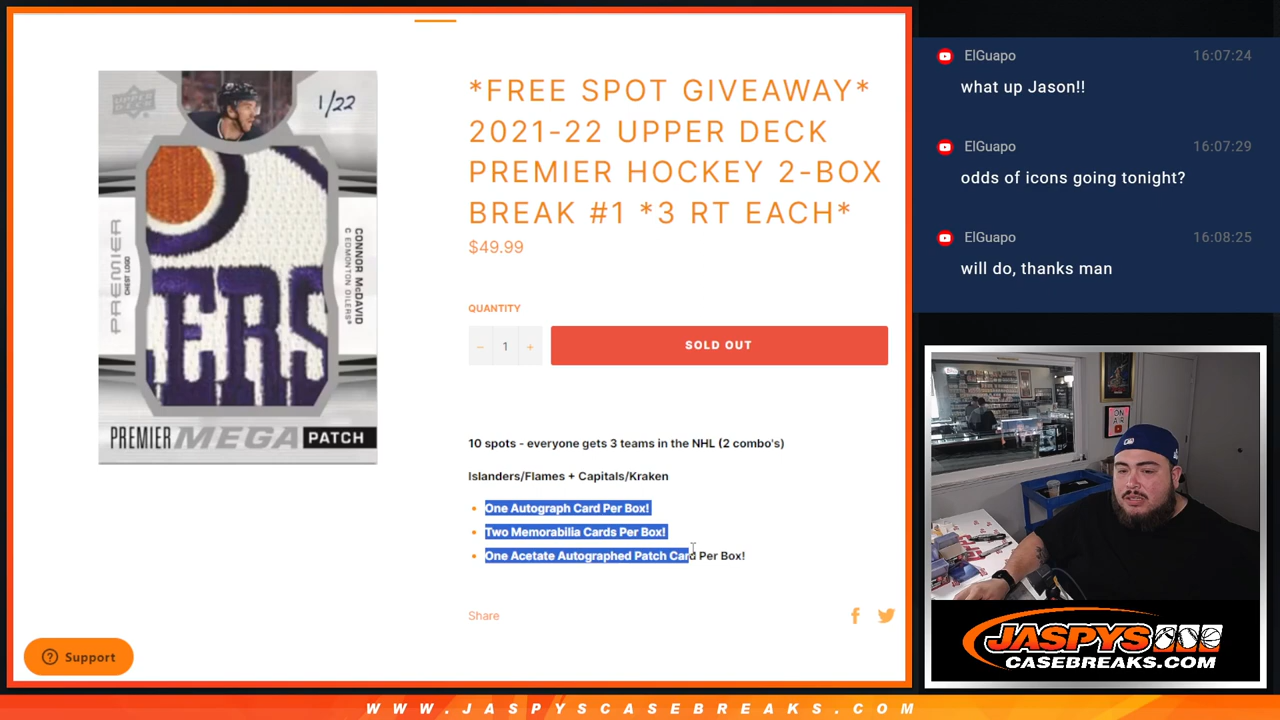 *FREE SPOT GIVEAWAY*
2021-22 UPPER DECK
PREMIER HOCKEY 2-BOX
BREAK #1 *3 RT EACH*
$49.99
QUANTITY
− 1 +
SOLD OUT
10 spots - everyone gets 3 teams in the NHL (2 combo's)
Islanders/Flames + Capitals/Kraken
One Autograph Card Per Box!
Two Memorabilia Cards Per Box!
One Acetate Autographed Patch Card Per Box!
Share
Support
UPPER DECK
1/22
PREMIER
CHEST LOGO
CONNOR McDAVID
C EDMONTON OILERS®
ERS
PREMIER MEGA PATCH
ElGuapo 16:07:24
what up Jason!!
ElGuapo 16:07:29
odds of icons going tonight?
ElGuapo 16:08:25
will do, thanks man
ON AIR
JASPYS
CASEBREAKS.COM
WWW.JASPYSCASEBREAKS.COM